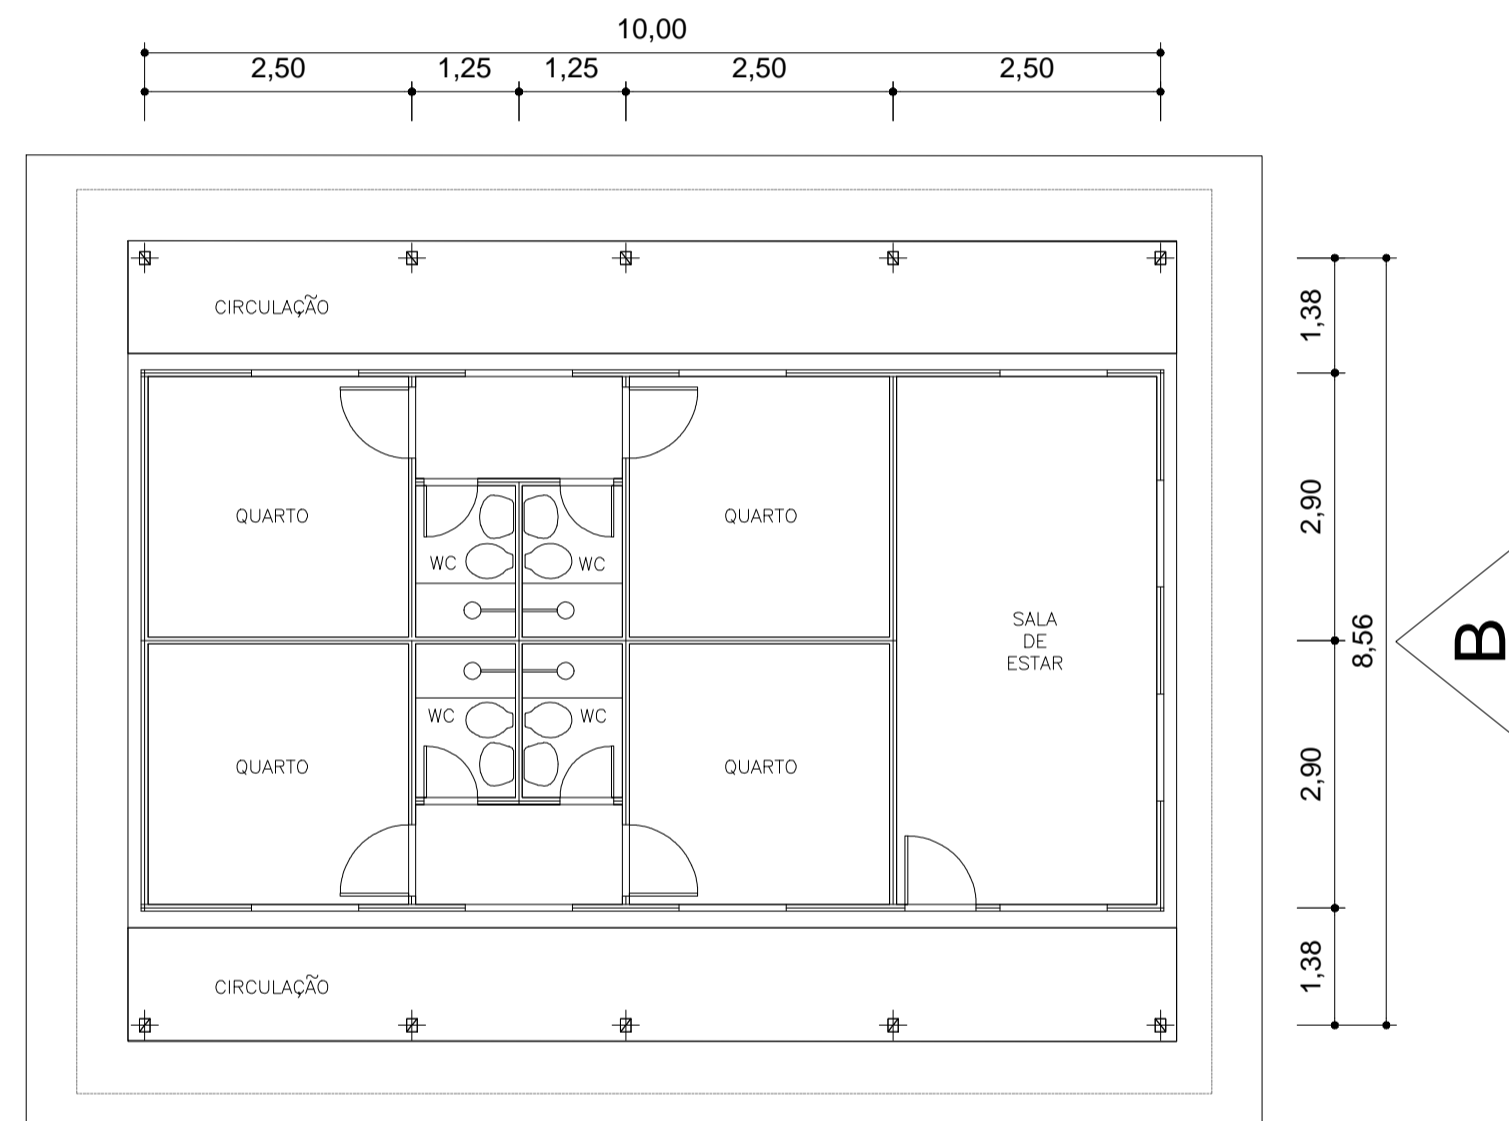 10,00
2,50 1,25 1,25 2,50 2,50
CIRCULAÇÃO
1,38
QUARTO
QUARTO
2,90
WC
WC
SALA
DE
ESTAR
8,56
B
WC
WC
QUARTO
QUARTO
2,90
CIRCULAÇÃO
1,38